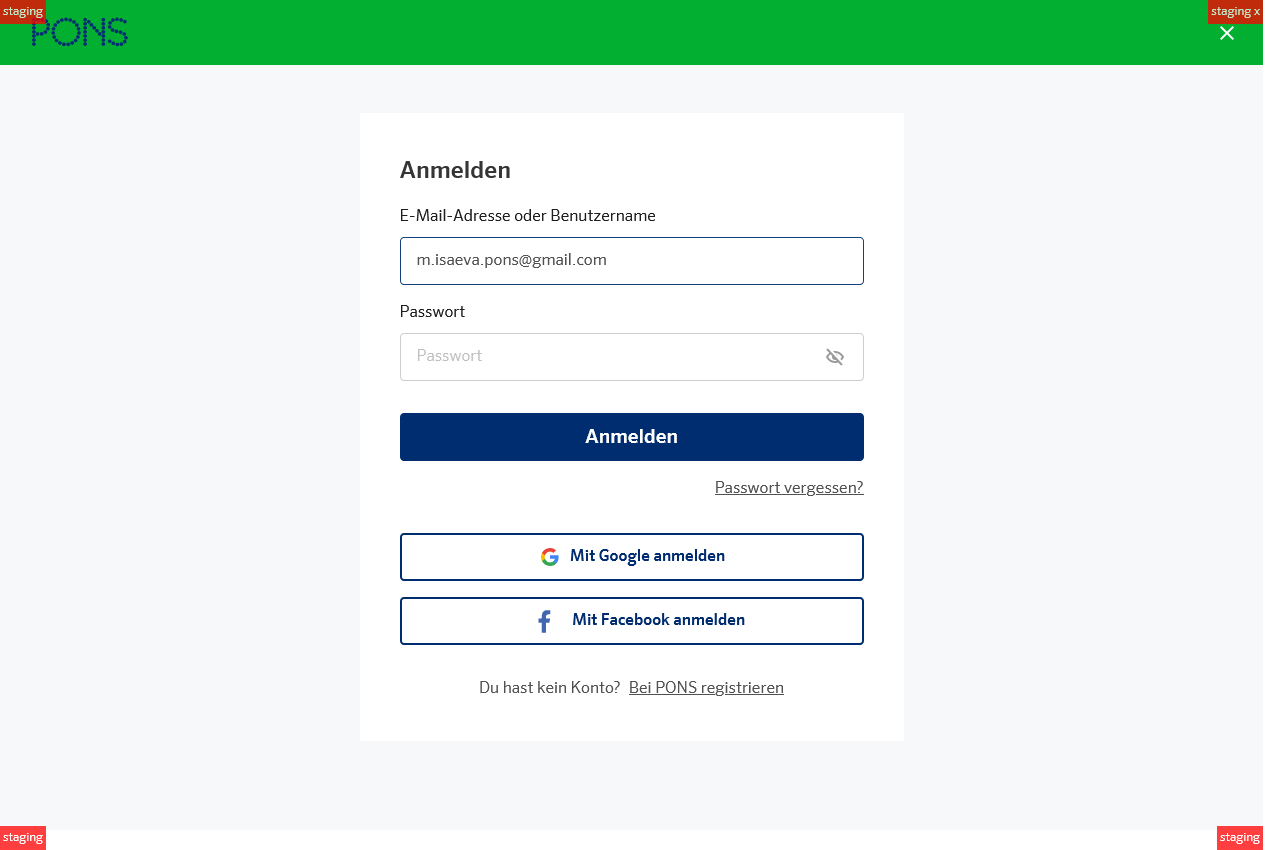 staging
staging x
PONS
Anmelden
E-Mail-Adresse oder Benutzername
m.isaeva.pons@gmail.com
Passwort
Passwort
Anmelden
Passwort vergessen?
Mit Google anmelden
Mit Facebook anmelden
Du hast kein Konto? Bei PONS registrieren
staging
staging